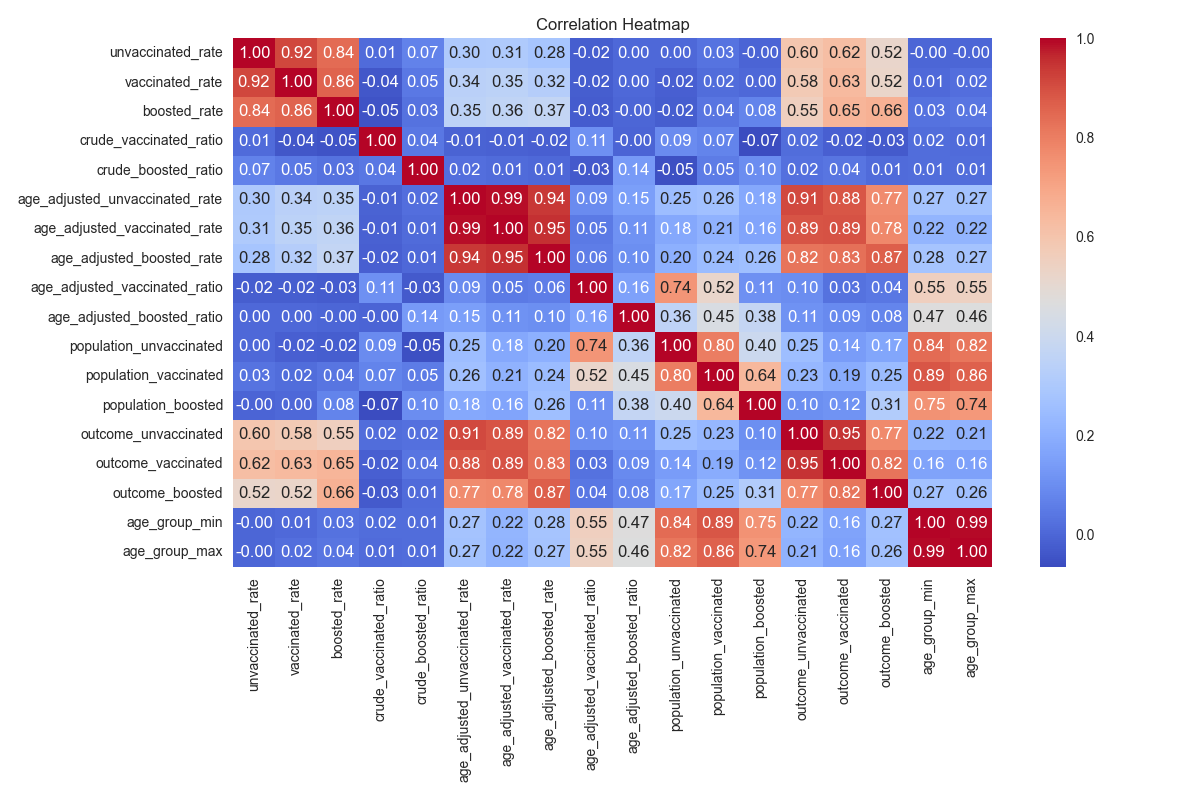 Correlation Heatmap
unvaccinated_rate 1.00 0.92 0.84 0.01 0.07 0.30 0.31 0.28 -0.02 0.00 0.00 0.03 -0.00 0.60 0.62 0.52 -0.00 -0.00
vaccinated_rate 0.92 1.00 0.86 -0.04 0.05 0.34 0.35 0.32 -0.02 0.00 -0.02 0.02 0.00 0.58 0.63 0.52 0.01 0.02
boosted_rate 0.84 0.86 1.00 -0.05 0.03 0.35 0.36 0.37 -0.03 -0.00 -0.02 0.04 0.08 0.55 0.65 0.66 0.03 0.04
crude_vaccinated_ratio 0.01 -0.04 -0.05 1.00 0.04 -0.01 -0.01 -0.02 0.11 -0.00 0.09 0.07 -0.07 0.02 -0.02 -0.03 0.02 0.01
crude_boosted_ratio 0.07 0.05 0.03 0.04 1.00 0.02 0.01 0.01 -0.03 0.14 -0.05 0.05 0.10 0.02 0.04 0.01 0.01 0.01
age_adjusted_unvaccinated_rate 0.30 0.34 0.35 -0.01 0.02 1.00 0.99 0.94 0.09 0.15 0.25 0.26 0.18 0.91 0.88 0.77 0.27 0.27
age_adjusted_vaccinated_rate 0.31 0.35 0.36 -0.01 0.01 0.99 1.00 0.95 0.05 0.11 0.18 0.21 0.16 0.89 0.89 0.78 0.22 0.22
age_adjusted_boosted_rate 0.28 0.32 0.37 -0.02 0.01 0.94 0.95 1.00 0.06 0.10 0.20 0.24 0.26 0.82 0.83 0.87 0.28 0.27
age_adjusted_vaccinated_ratio -0.02 -0.02 -0.03 0.11 -0.03 0.09 0.05 0.06 1.00 0.16 0.74 0.52 0.11 0.10 0.03 0.04 0.55 0.55
age_adjusted_boosted_ratio 0.00 0.00 -0.00 -0.00 0.14 0.15 0.11 0.10 0.16 1.00 0.36 0.45 0.38 0.11 0.09 0.08 0.47 0.46
population_unvaccinated 0.00 -0.02 -0.02 0.09 -0.05 0.25 0.18 0.20 0.74 0.36 1.00 0.80 0.40 0.25 0.14 0.17 0.84 0.82
population_vaccinated 0.03 0.02 0.04 0.07 0.05 0.26 0.21 0.24 0.52 0.45 0.80 1.00 0.64 0.23 0.19 0.25 0.89 0.86
population_boosted -0.00 0.00 0.08 -0.07 0.10 0.18 0.16 0.26 0.11 0.38 0.40 0.64 1.00 0.10 0.12 0.31 0.75 0.74
outcome_unvaccinated 0.60 0.58 0.55 0.02 0.02 0.91 0.89 0.82 0.10 0.11 0.25 0.23 0.10 1.00 0.95 0.77 0.22 0.21
outcome_vaccinated 0.62 0.63 0.65 -0.02 0.04 0.88 0.89 0.83 0.03 0.09 0.14 0.19 0.12 0.95 1.00 0.82 0.16 0.16
outcome_boosted 0.52 0.52 0.66 -0.03 0.01 0.77 0.78 0.87 0.04 0.08 0.17 0.25 0.31 0.77 0.82 1.00 0.27 0.26
age_group_min -0.00 0.01 0.03 0.02 0.01 0.27 0.22 0.28 0.55 0.47 0.84 0.89 0.75 0.22 0.16 0.27 1.00 0.99
age_group_max -0.00 0.02 0.04 0.01 0.01 0.27 0.22 0.27 0.55 0.46 0.82 0.86 0.74 0.21 0.16 0.26 0.99 1.00
unvaccinated_rate
vaccinated_rate
boosted_rate
crude_vaccinated_ratio
crude_boosted_ratio
age_adjusted_unvaccinated_rate
age_adjusted_vaccinated_rate
age_adjusted_boosted_rate
age_adjusted_vaccinated_ratio
age_adjusted_boosted_ratio
population_unvaccinated
population_vaccinated
population_boosted
outcome_unvaccinated
outcome_vaccinated
outcome_boosted
age_group_min
age_group_max
1.0
0.8
0.6
0.4
0.2
0.0